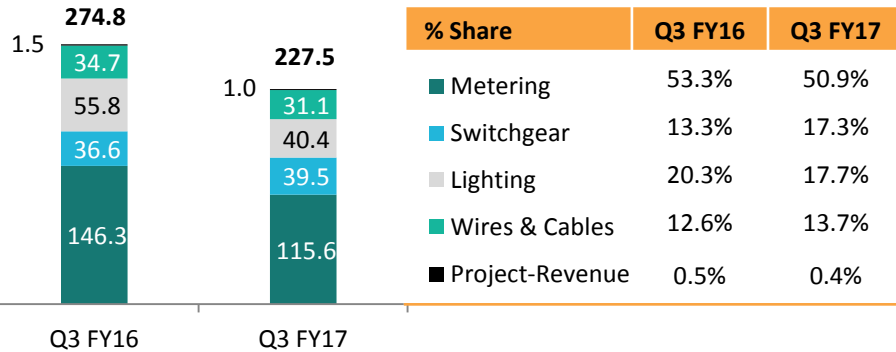 274.8
1.5
34.7
55.8
36.6
146.3
Q3 FY16
227.5
1.0
31.1
40.4
39.5
115.6
Q3 FY17
% Share Q3 FY16 Q3 FY17
Metering 53.3% 50.9%
Switchgear 13.3% 17.3%
Lighting 20.3% 17.7%
Wires & Cables 12.6% 13.7%
Project-Revenue 0.5% 0.4%